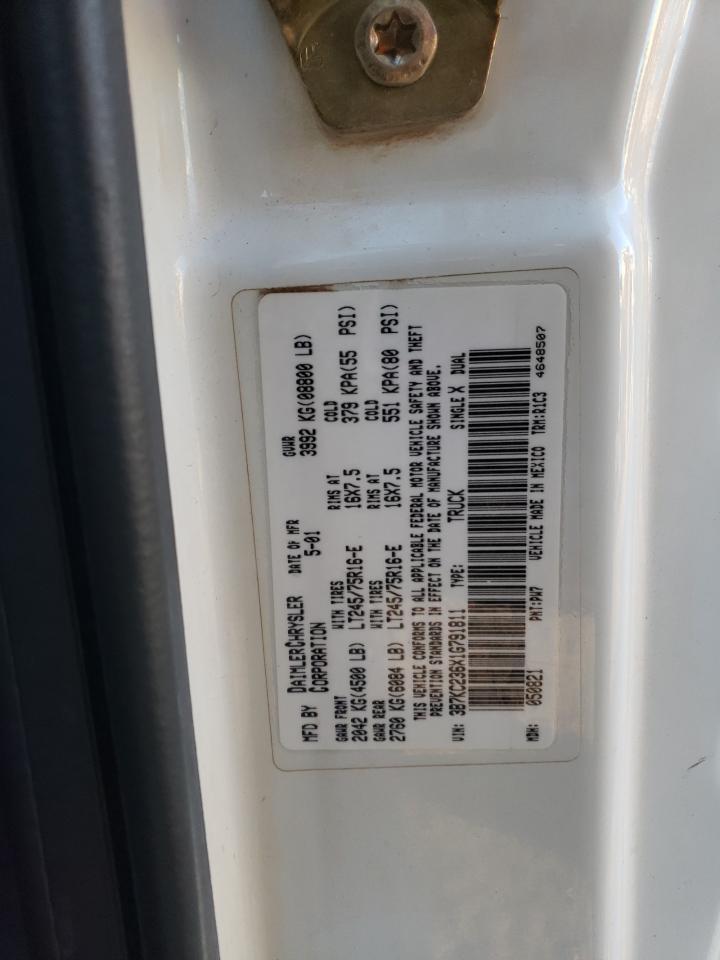 MFD BY DAIMLERCHRYSLER CORPORATION DATE OF MFR 5-01 GVWR 3992 KG(08800 LB)
GAWR FRONT WITH TIRES RIMS AT COLD
2042 KG(4500 LB) LT245/75R16-E 16X7.5 379 KPA(55 PSI)
GAWR REAR WITH TIRES RIMS AT COLD
2760 KG(6084 LB) LT245/75R16-E 16X7.5 551 KPA(80 PSI)
THIS VEHICLE CONFORMS TO ALL APPLICABLE FEDERAL MOTOR VEHICLE SAFETY AND THEFT
PREVENTION STANDARDS IN EFFECT ON THE DATE OF MANUFACTURE SHOWN ABOVE.
VIN: 3B7KC236X1G791811 TYPE: TRUCK SINGLE X DUAL
MDH: 050821 PNT:PW7 VEHICLE MADE IN MEXICO TRM:R1C3 4648507